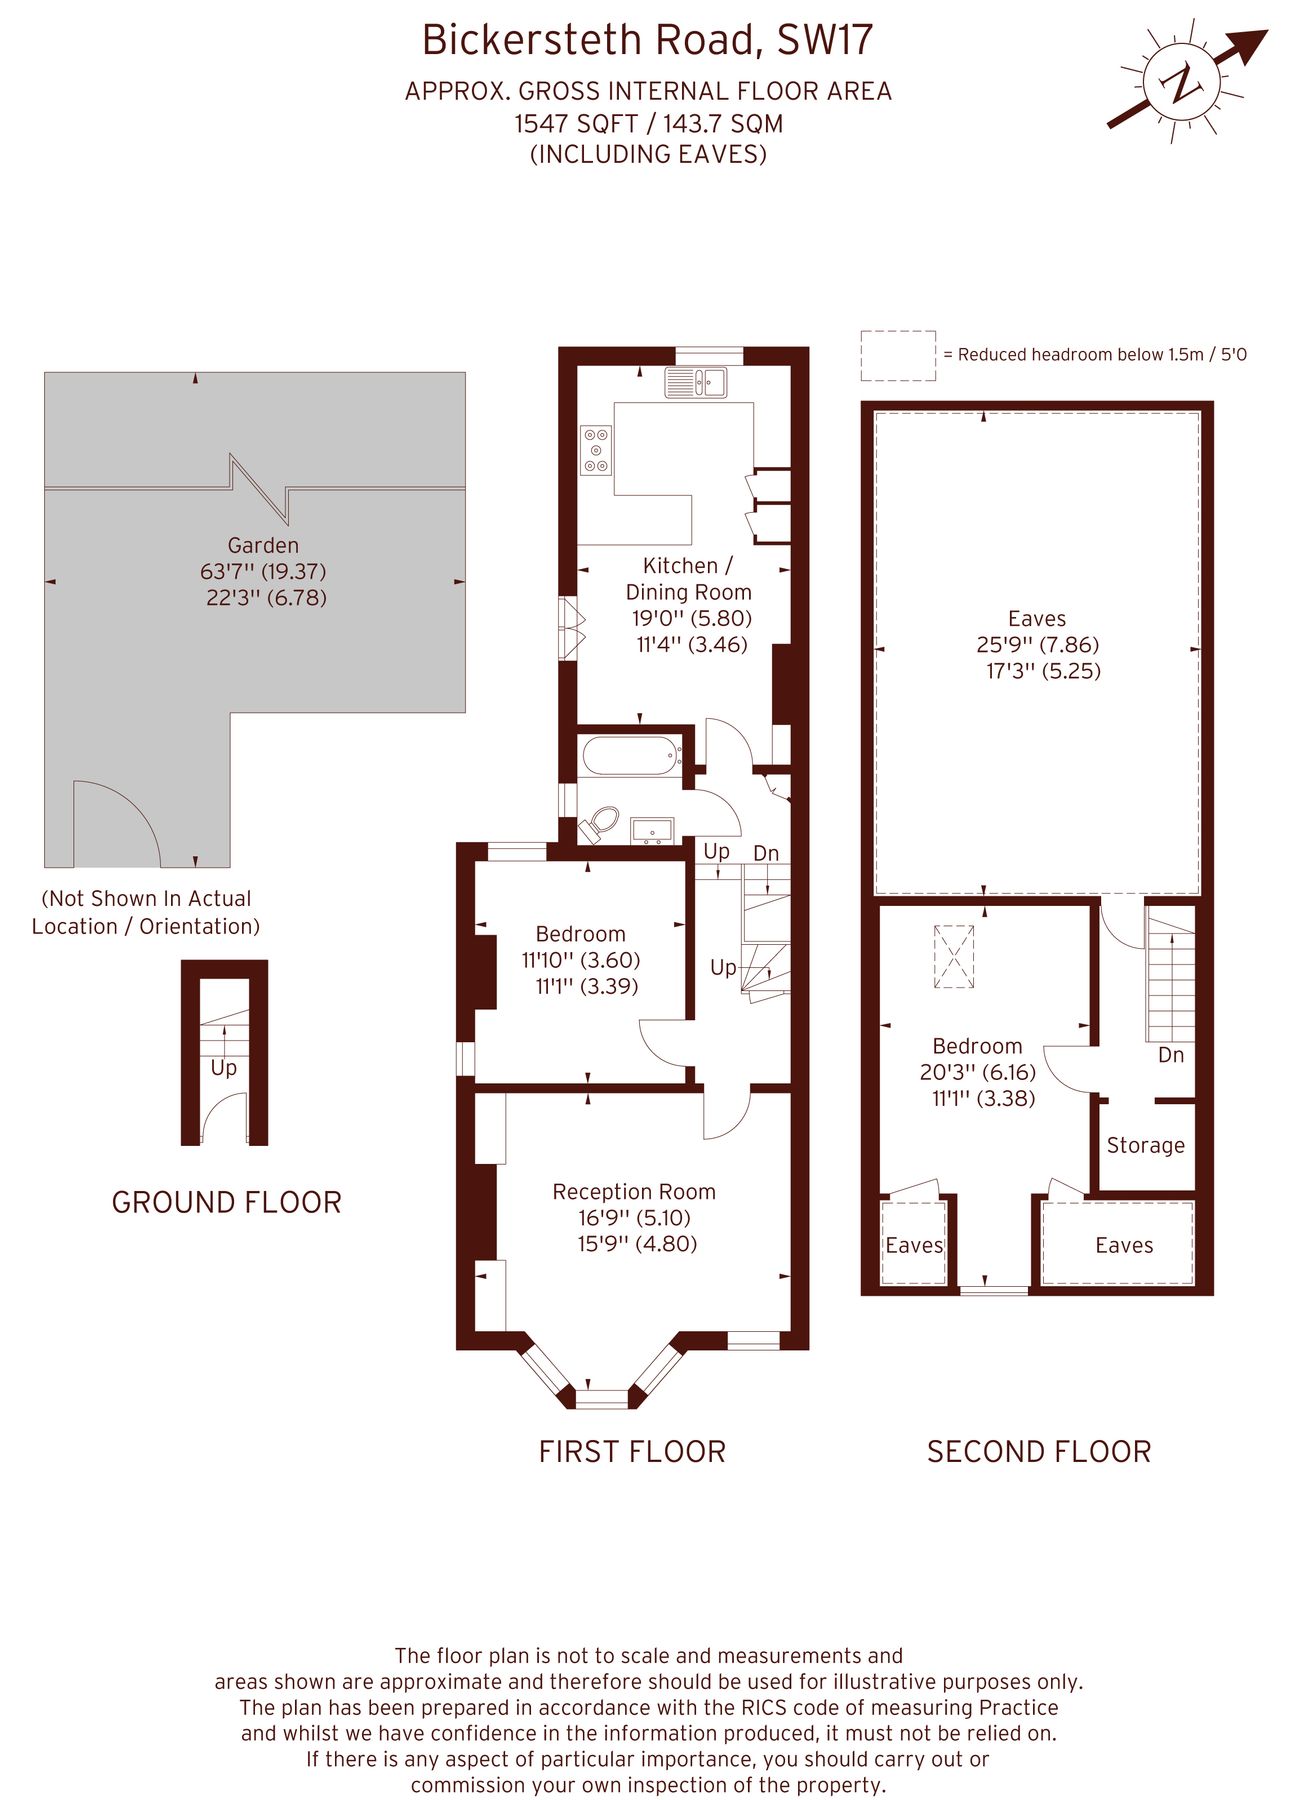 Bickersteth Road, SW17
APPROX. GROSS INTERNAL FLOOR AREA
1547 SQFT / 143.7 SQM
(INCLUDING EAVES)
N
= Reduced headroom below 1.5m / 5'0
Garden
63'7" (19.37)
22'3" (6.78)
(Not Shown In Actual
Location / Orientation)
Up
GROUND FLOOR
Kitchen /
Dining Room
19'0" (5.80)
11'4" (3.46)
Up
Dn
Bedroom
11'10" (3.60)
11'1" (3.39)
Up
Reception Room
16'9" (5.10)
15'9" (4.80)
FIRST FLOOR
Eaves
25'9" (7.86)
17'3" (5.25)
Bedroom
20'3" (6.16)
11'1" (3.38)
Dn
Storage
Eaves
Eaves
SECOND FLOOR
The floor plan is not to scale and measurements and
areas shown are approximate and therefore should be used for illustrative purposes only.
The plan has been prepared in accordance with the RICS code of measuring Practice
and whilst we have confidence in the information produced, it must not be relied on.
If there is any aspect of particular importance, you should carry out or
commission your own inspection of the property.